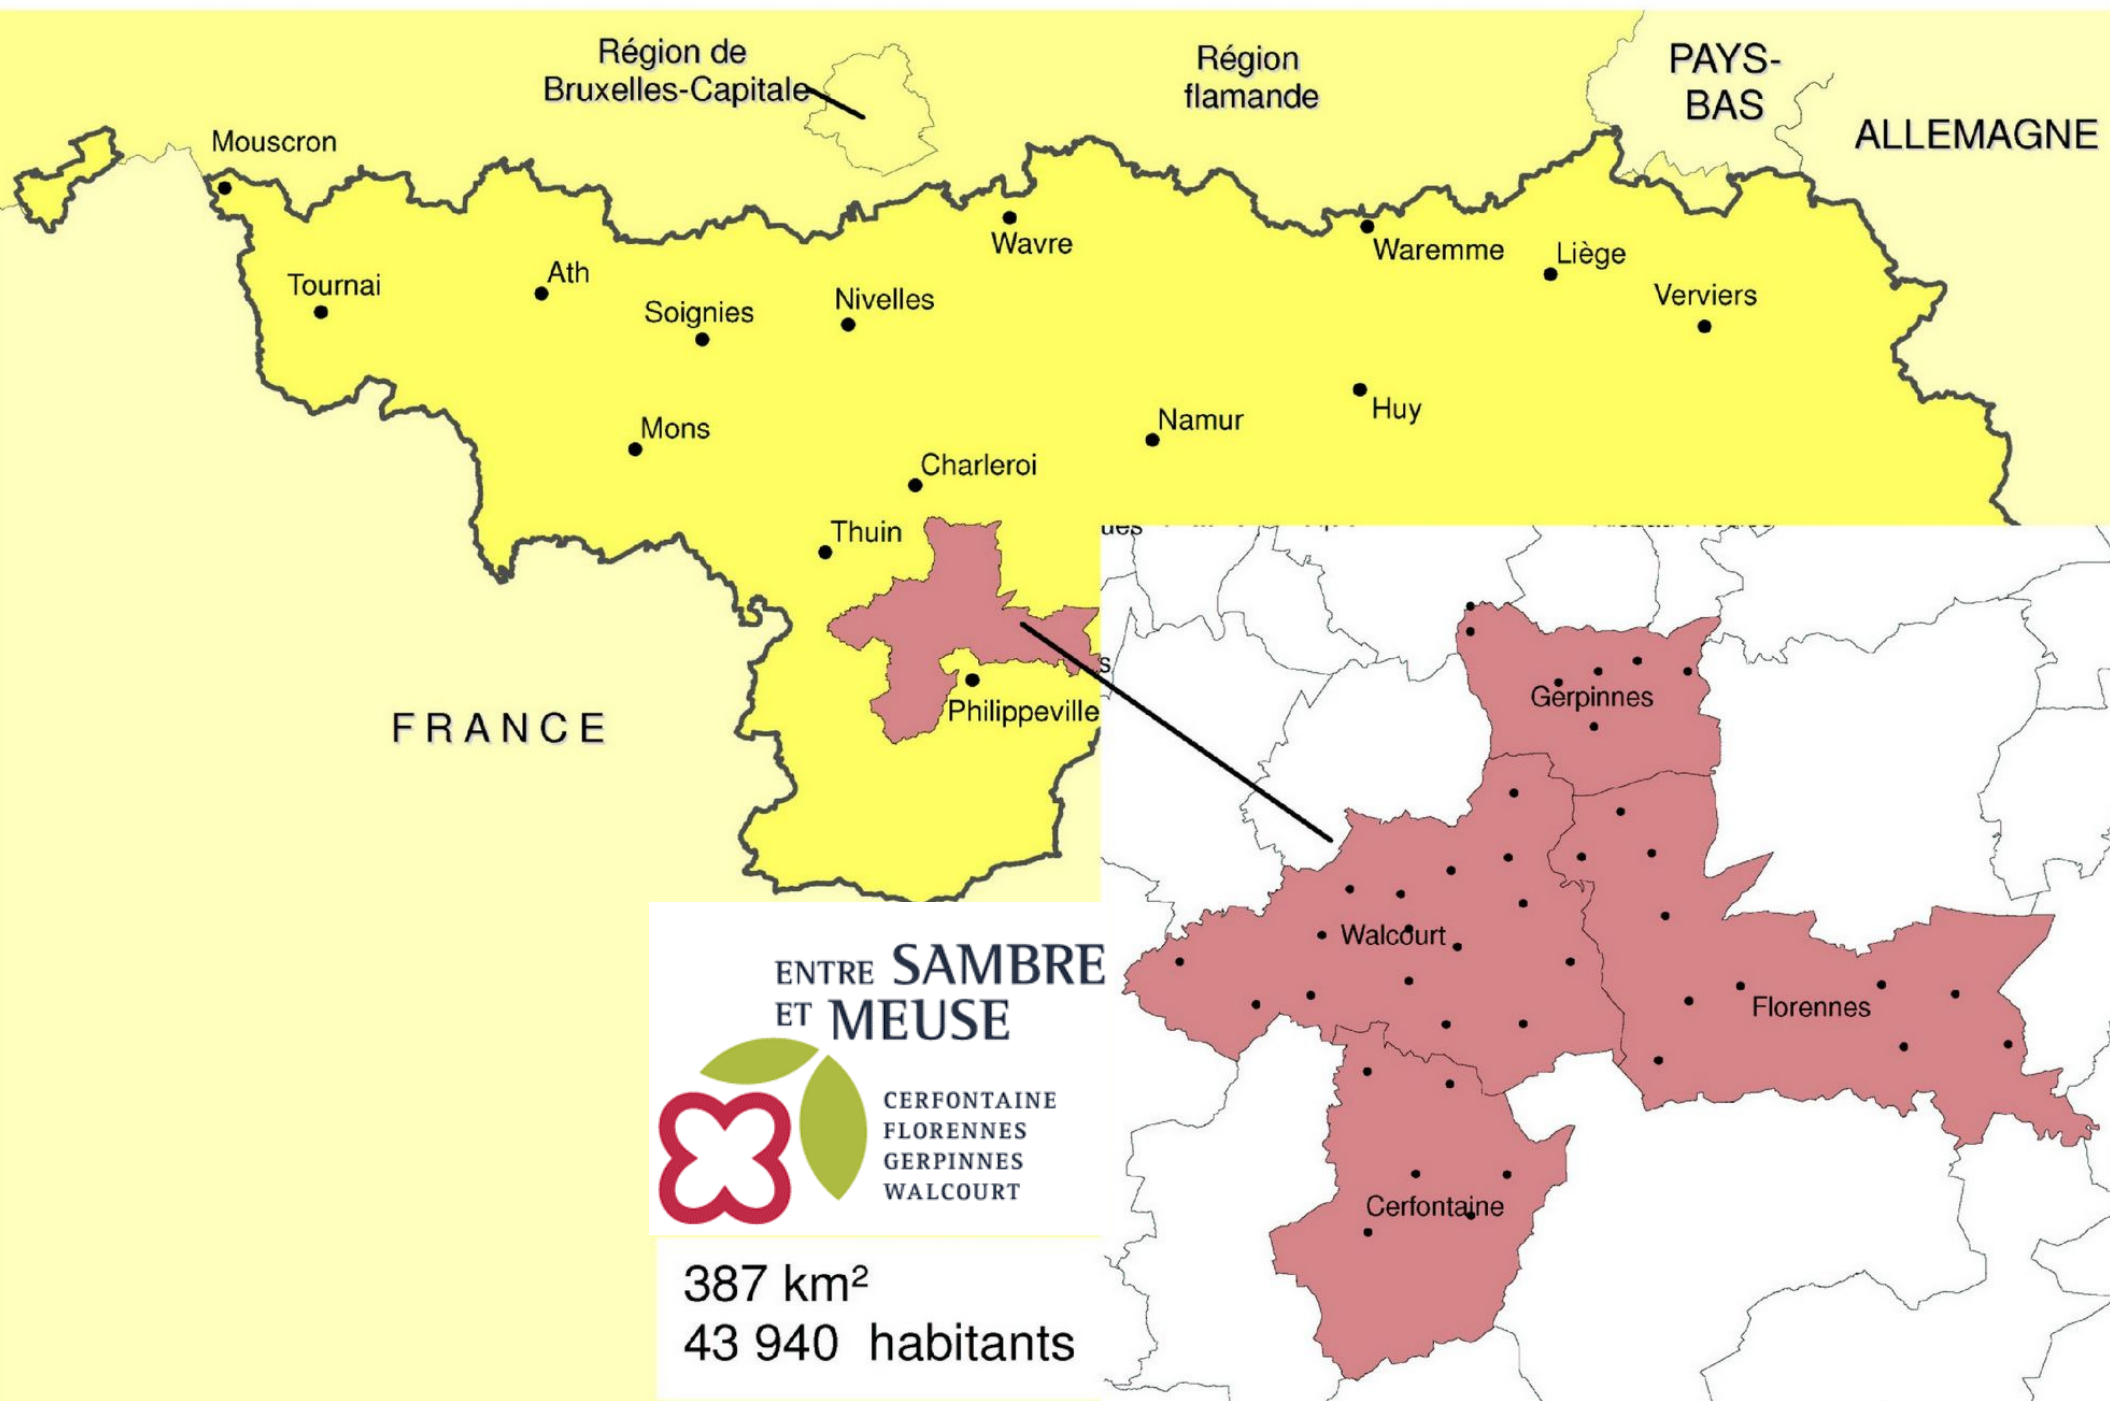 Région de
Bruxelles-Capitale
Région
flamande
PAYS-
BAS
ALLEMAGNE
Mouscron
Wavre
Waremme
Liège
Tournai
Ath
Soignies
Nivelles
Verviers
Mons
Namur
Huy
Charleroi
Thuin
ues
s
Philippeville
FRANCE
Gerpinnes
Walcourt
Florennes
Cerfontaine
ENTRE SAMBRE
ET MEUSE
CERFONTAINE
FLORENNES
GERPINNES
WALCOURT
387 km²
43 940 habitants